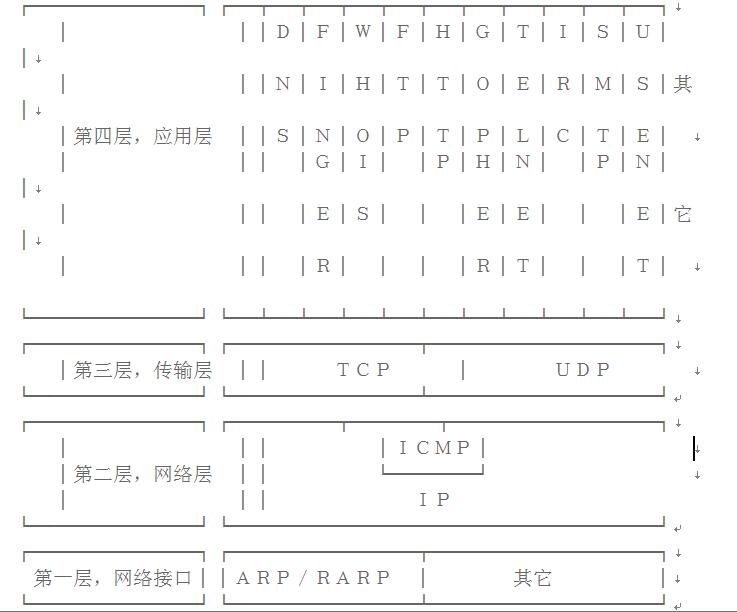 D F W F H G T I S U
N I H T T O E R M S 其
第四层，应用层 S N O P T P L C T E
G I P H N P N
E S E E E 它
R R T T
第三层，传输层 TCP UDP
ICMP
第二层，网络层
IP
第一层，网络接口 ARP/RARP 其它